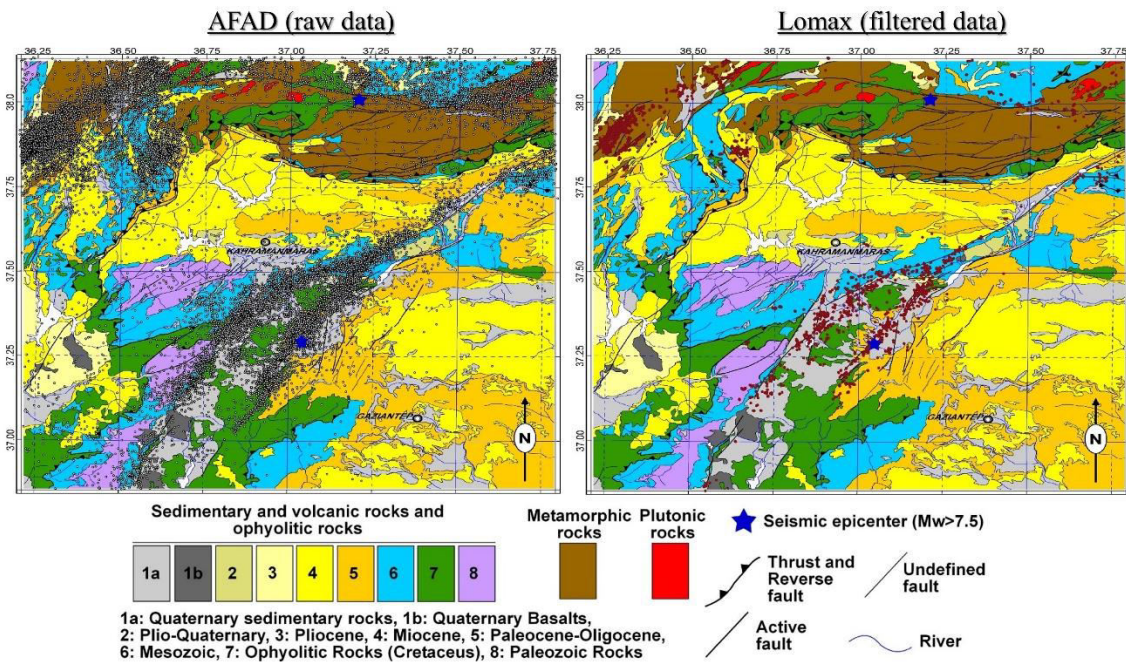 AFAD (raw data)
Lomax (filtered data)
36.25 36.50 36.75 37.00 37.25 37.50 37.75
36.25 36.50 36.75 37.00 37.25 37.50 37.75
38.0
37.75
37.50
37.25
37.00
38.0
37.75
37.50
37.25
37.00
KAHRAMANMARAS
GAZIANTEP
N
KAHRAMANMARAS
GAZIANTEP
N
Sedimentary and volcanic rocks and
ophyolitic rocks
1a 1b 2 3 4 5 6 7 8
1a: Quaternary sedimentary rocks, 1b: Quaternary Basalts,
2: Plio-Quaternary, 3: Pliocene, 4: Miocene, 5: Paleocene-Oligocene,
6: Mesozoic, 7: Ophyolitic Rocks (Cretaceus), 8: Paleozoic Rocks
Metamorphic
rocks
Plutonic
rocks
Seismic epicenter (Mw>7.5)
Thrust and
Reverse
fault
Undefined
fault
Active
fault
River